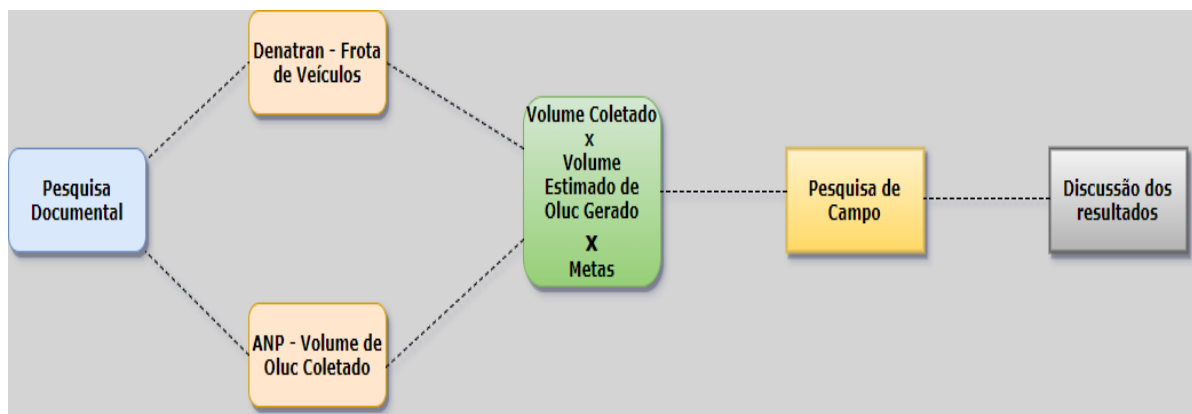 Pesquisa
Documental
Denatran - Frota
de Veículos
ANP - Volume de
Oluc Coletado
Volume Coletado
x
Volume
Estimado de
Oluc Gerado
X
Metas
Pesquisa de
Campo
Discussão dos
resultados